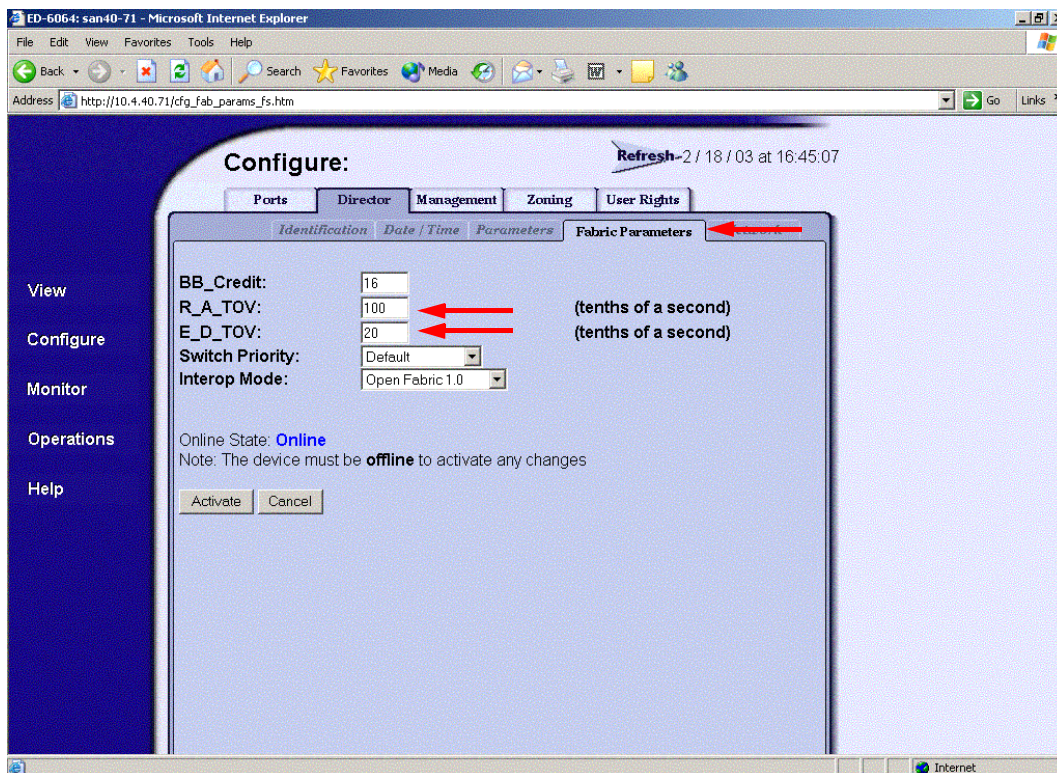 ED-6064: san40-71 - Microsoft Internet Explorer
File Edit View Favorites Tools Help
Back Search Favorites Media
Address http://10.4.40.71/cfg_fab_params_fs.htm Go Links
Configure: Refresh-2 / 18 / 03 at 16:45:07
Ports Director Management Zoning User Rights
Identification Date / Time Parameters Fabric Parameters
BB_Credit: 16
R_A_TOV: 100 (tenths of a second)
E_D_TOV: 20 (tenths of a second)
Switch Priority: Default
Interop Mode: Open Fabric 1.0
View
Configure
Monitor
Operations
Help
Online State: Online
Note: The device must be offline to activate any changes
Activate Cancel
Internet